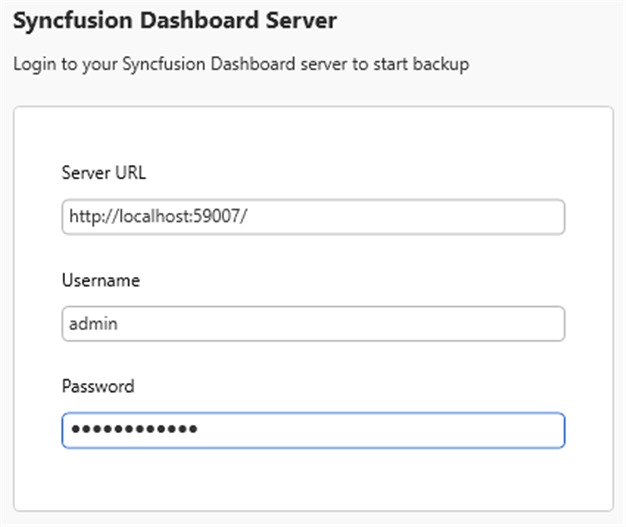 Syncfusion Dashboard Server
Login to your Syncfusion Dashboard server to start backup
Server URL
http://localhost:59007/
Username
admin
Password
••••••••••••